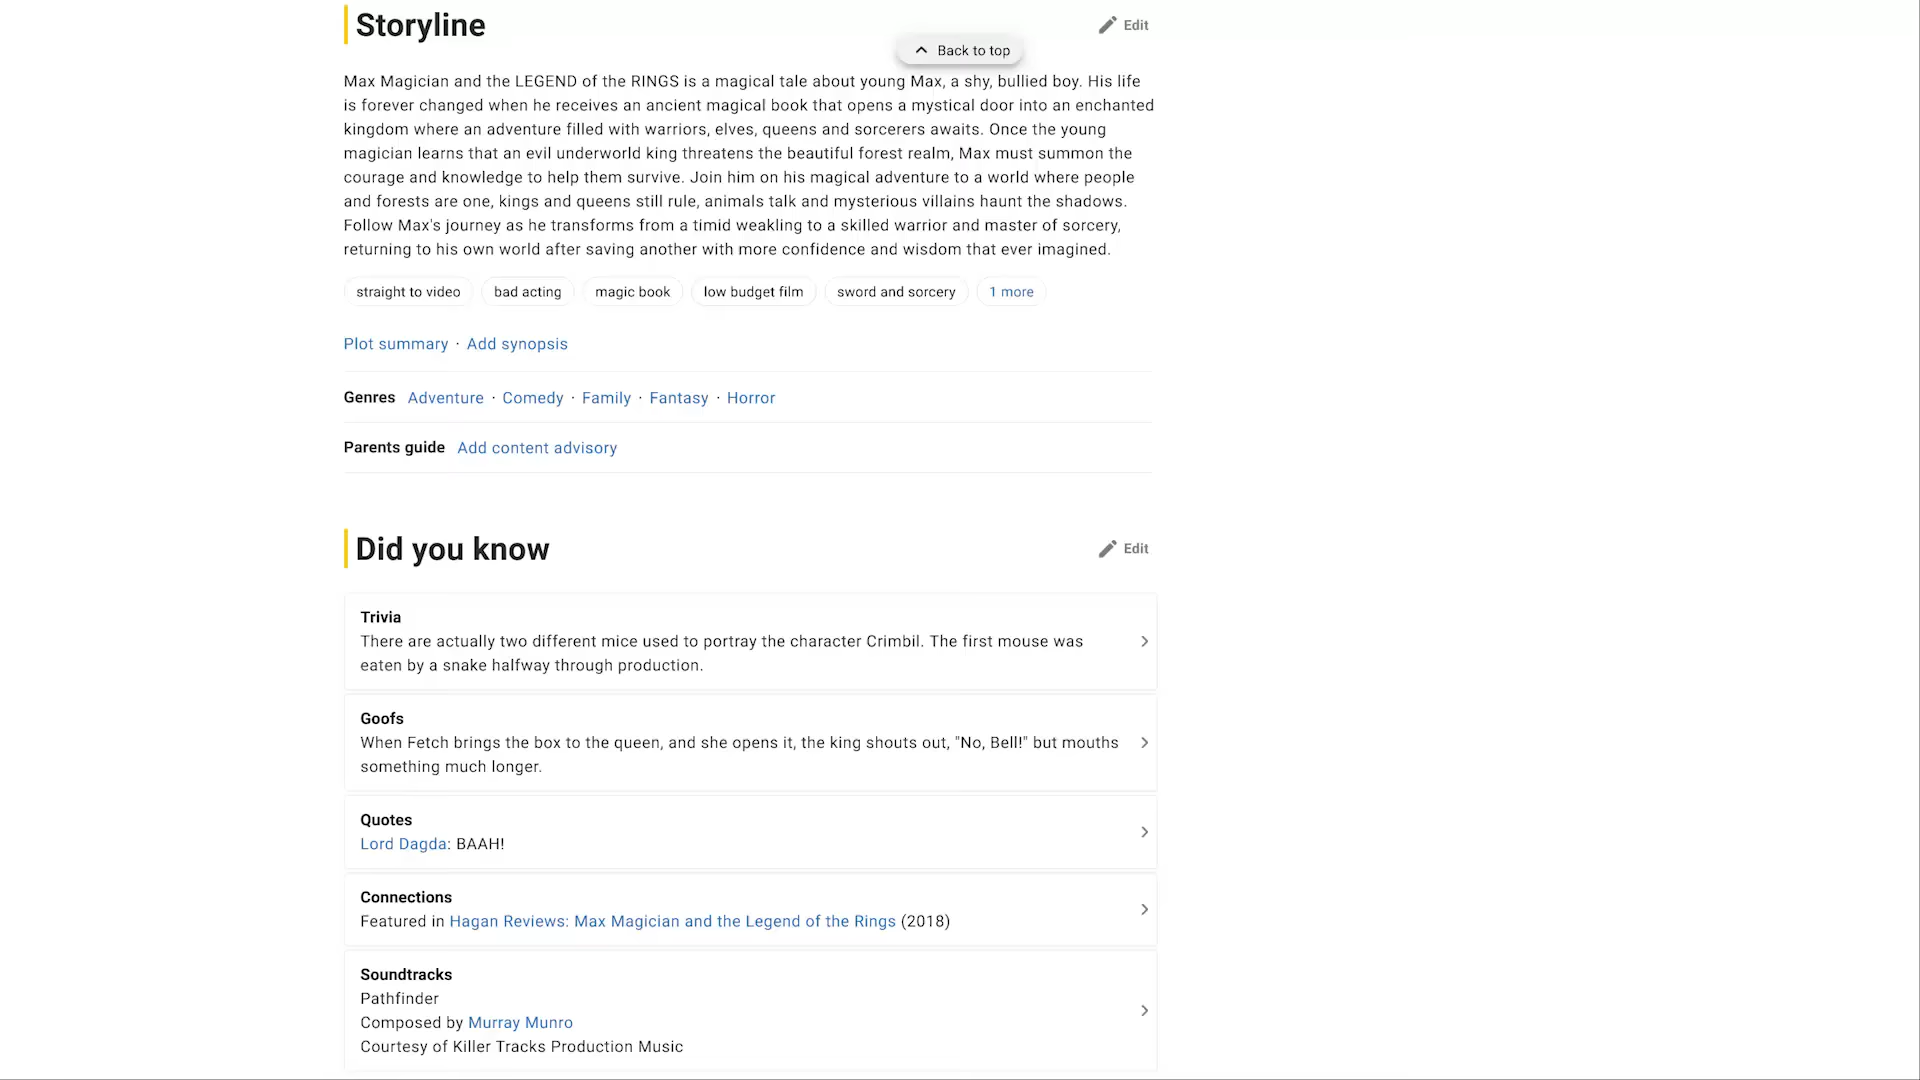 Storyline
Edit
Back to top
Max Magician and the LEGEND of the RINGS is a magical tale about young Max, a shy, bullied boy. His life
is forever changed when he receives an ancient magical book that opens a mystical door into an enchanted
kingdom where an adventure filled with warriors, elves, queens and sorcerers awaits. Once the young
magician learns that an evil underworld king threatens the beautiful forest realm, Max must summon the
courage and knowledge to help them survive. Join him on his magical adventure to a world where people
and forests are one, kings and queens still rule, animals talk and mysterious villains haunt the shadows.
Follow Max's journey as he transforms from a timid weakling to a skilled warrior and master of sorcery,
returning to his own world after saving another with more confidence and wisdom that ever imagined.
straight to video bad acting magic book low budget film sword and sorcery 1 more
Plot summary · Add synopsis
Genres Adventure · Comedy · Family · Fantasy · Horror
Parents guide Add content advisory
Did you know
Edit
Trivia
There are actually two different mice used to portray the character Crimbil. The first mouse was
eaten by a snake halfway through production.
Goofs
When Fetch brings the box to the queen, and she opens it, the king shouts out, "No, Bell!" but mouths
something much longer.
Quotes
Lord Dagda: BAAH!
Connections
Featured in Hagan Reviews: Max Magician and the Legend of the Rings (2018)
Soundtracks
Pathfinder
Composed by Murray Munro
Courtesy of Killer Tracks Production Music